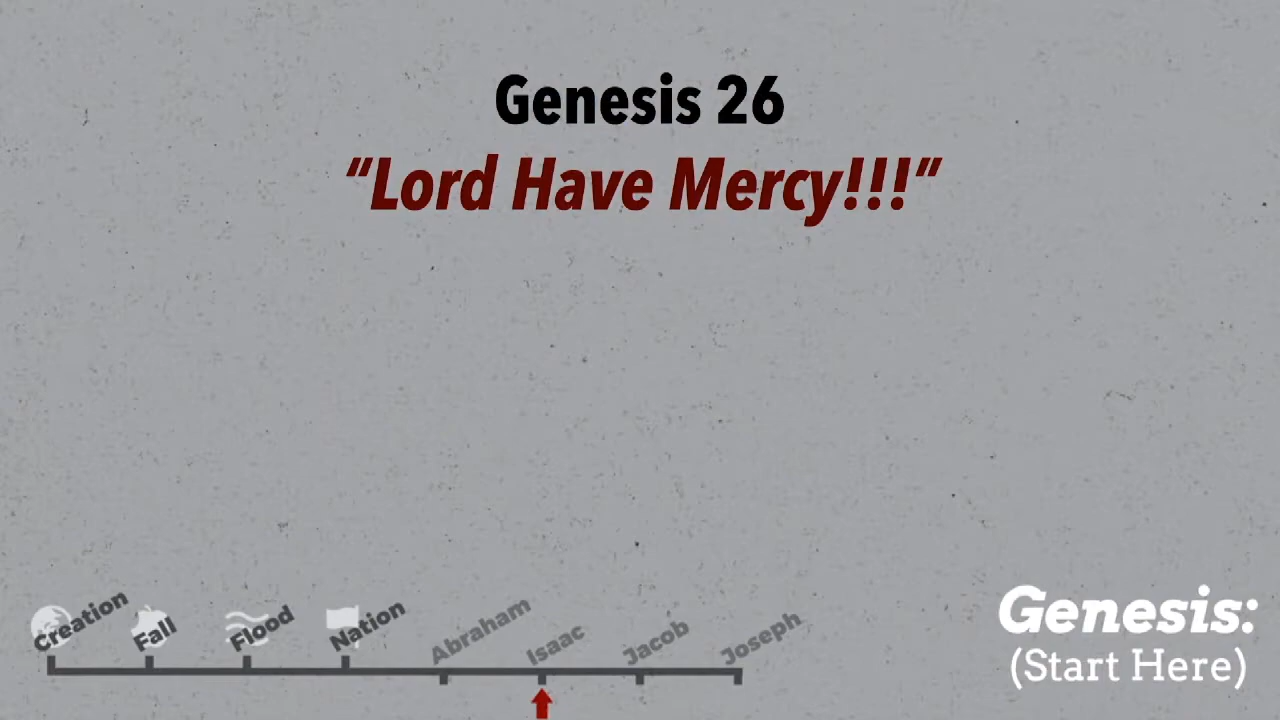 Genesis 26
“Lord Have Mercy!!!”
Creation
Fall
Flood
Nation
Abraham
Isaac
Jacob
Joseph
Genesis:
(Start Here)